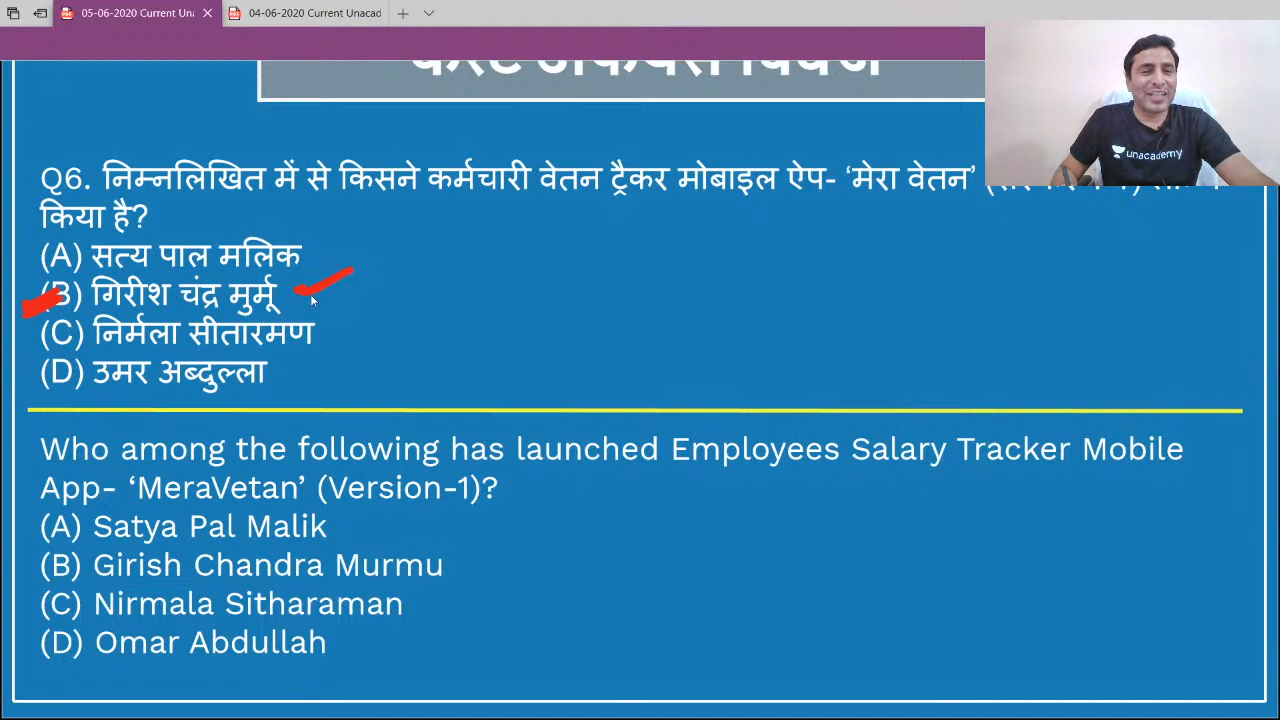 05-06-2020 Current Una
04-06-2020 Current Unacad
Q6. निम्नलिखित में से किसने कर्मचारी वेतन ट्रैकर मोबाइल ऐप- ‘मेरा वेतन’
किया है?
(A) सत्य पाल मलिक
(B) गिरीश चंद्र मुर्मू
(C) निर्मला सीतारमण
(D) उमर अब्दुल्ला
unacademy
Who among the following has launched Employees Salary Tracker Mobile
App- ‘MeraVetan’ (Version-1)?
(A) Satya Pal Malik
(B) Girish Chandra Murmu
(C) Nirmala Sitharaman
(D) Omar Abdullah